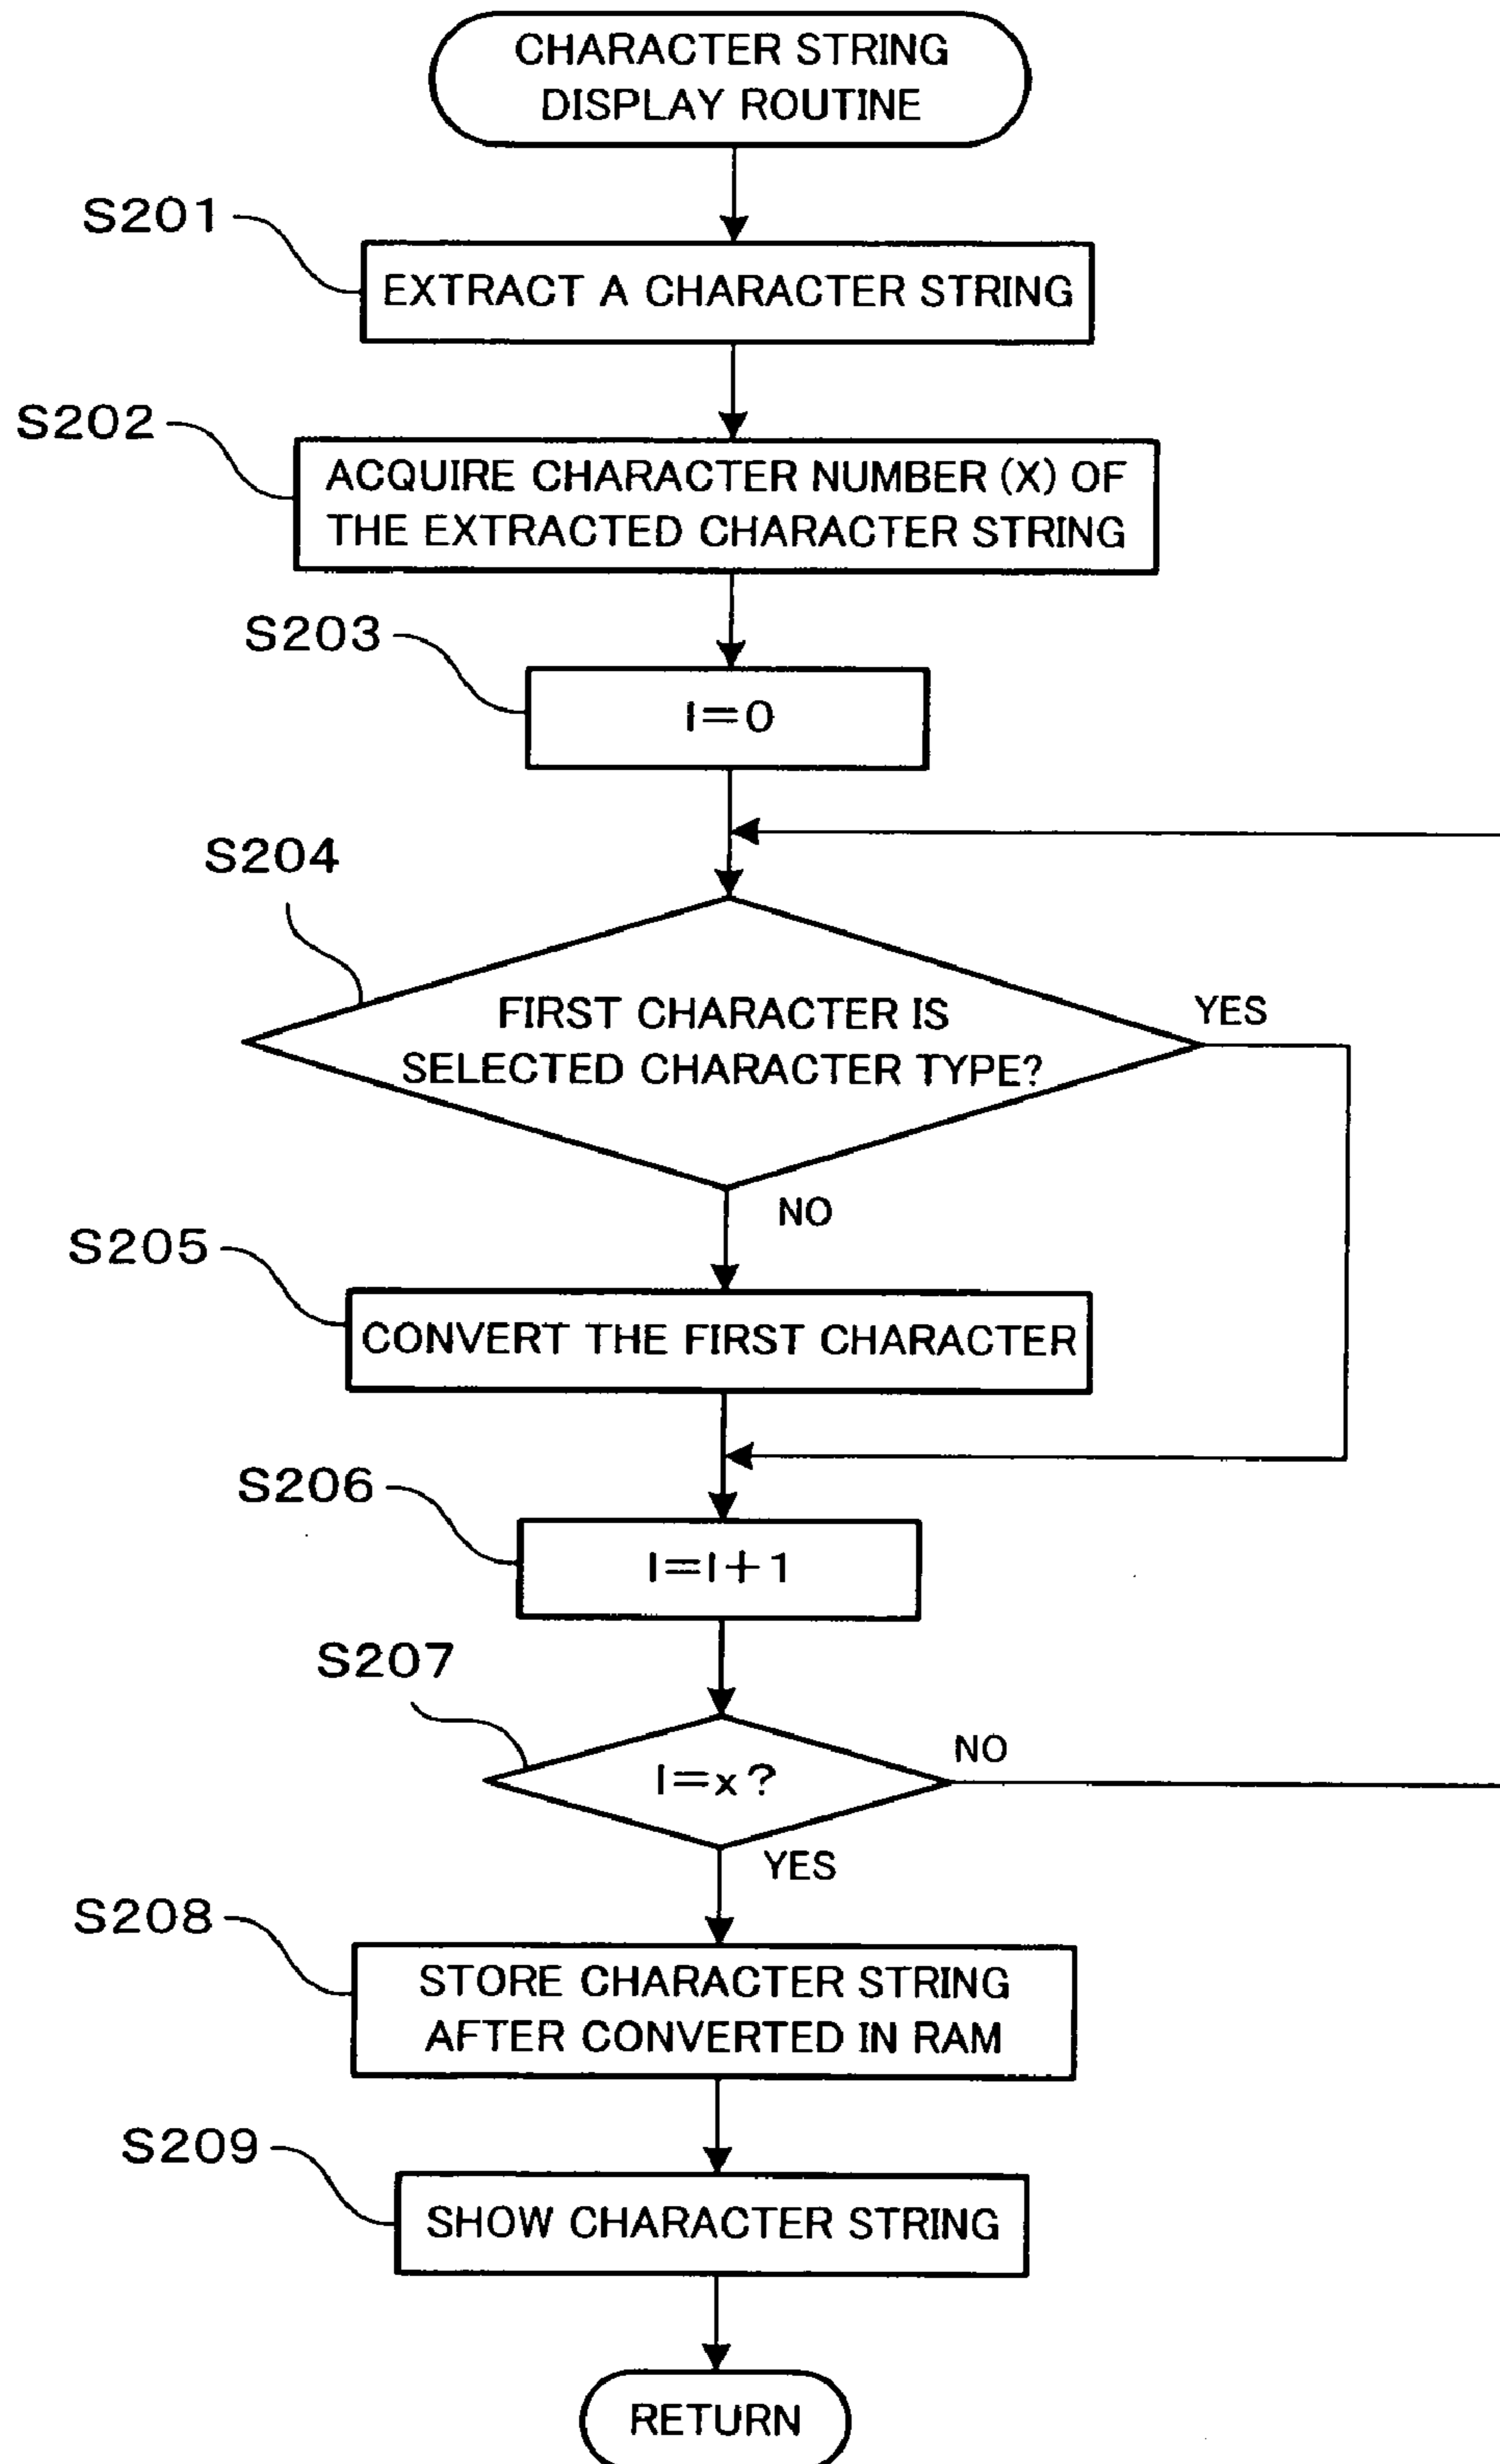 CHARACTER STRING
DISPLAY ROUTINE
S201
EXTRACT A CHARACTER STRING
S202
ACQUIRE CHARACTER NUMBER (X) OF
THE EXTRACTED CHARACTER STRING
S203
I=0
S204
FIRST CHARACTER IS
SELECTED CHARACTER TYPE?
YES
NO
S205
CONVERT THE FIRST CHARACTER
S206
I=I+1
S207
I=x?
NO
YES
S208
STORE CHARACTER STRING
AFTER CONVERTED IN RAM
S209
SHOW CHARACTER STRING
RETURN